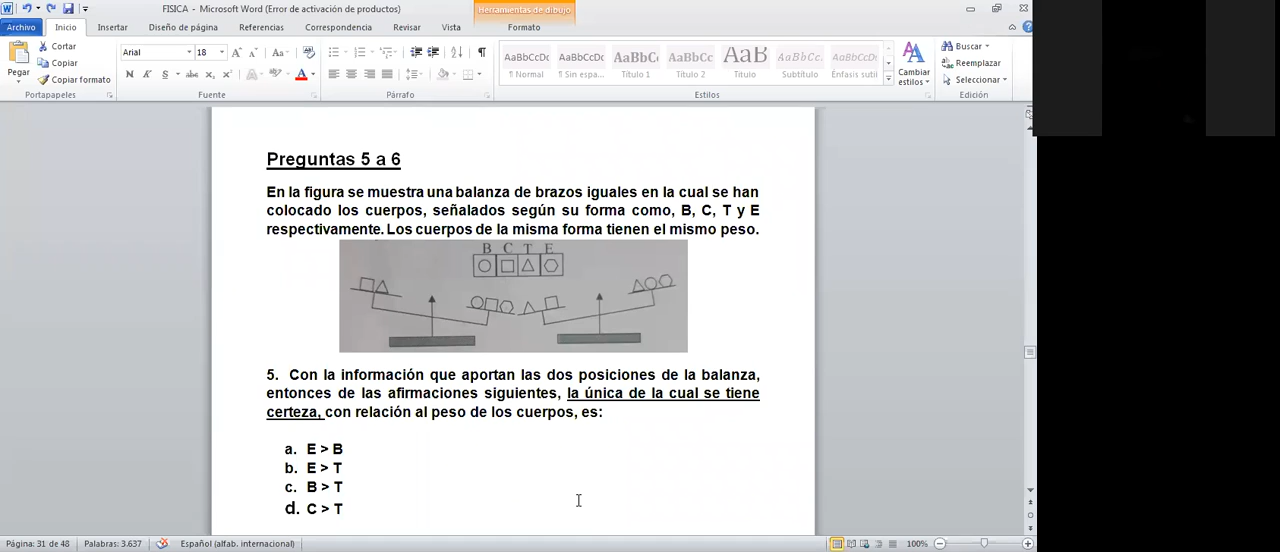 FISICA - Microsoft Word (Error de activación de productos)
Herramientas de dibujo
Archivo Inicio Insertar Diseño de página Referencias Correspondencia Revisar Vista Formato
Pegar
Cortar
Copiar
Copiar formato
Portapapeles
Arial 18
Fuente
Párrafo
AaBbCcDc AaBbCcDc AaBbC AaBbCc AaB AaBbCc. AaBbCcDc
¶ Normal ¶ Sin espa... Título 1 Título 2 Título Subtítulo Énfasis sutil
Cambiar estilos
Estilos
Buscar
Reemplazar
Seleccionar
Edición
Preguntas 5 a 6
En la figura se muestra una balanza de brazos iguales en la cual se han
colocado los cuerpos, señalados según su forma como, B, C, T y E
respectivamente. Los cuerpos de la misma forma tienen el mismo peso.
B C T E
5. Con la información que aportan las dos posiciones de la balanza,
entonces de las afirmaciones siguientes, la única de la cual se tiene
certeza, con relación al peso de los cuerpos, es:
a. E > B
b. E > T
c. B > T
d. C > T
Página: 31 de 48 Palabras: 3.637 Español (alfab. internacional) 100%